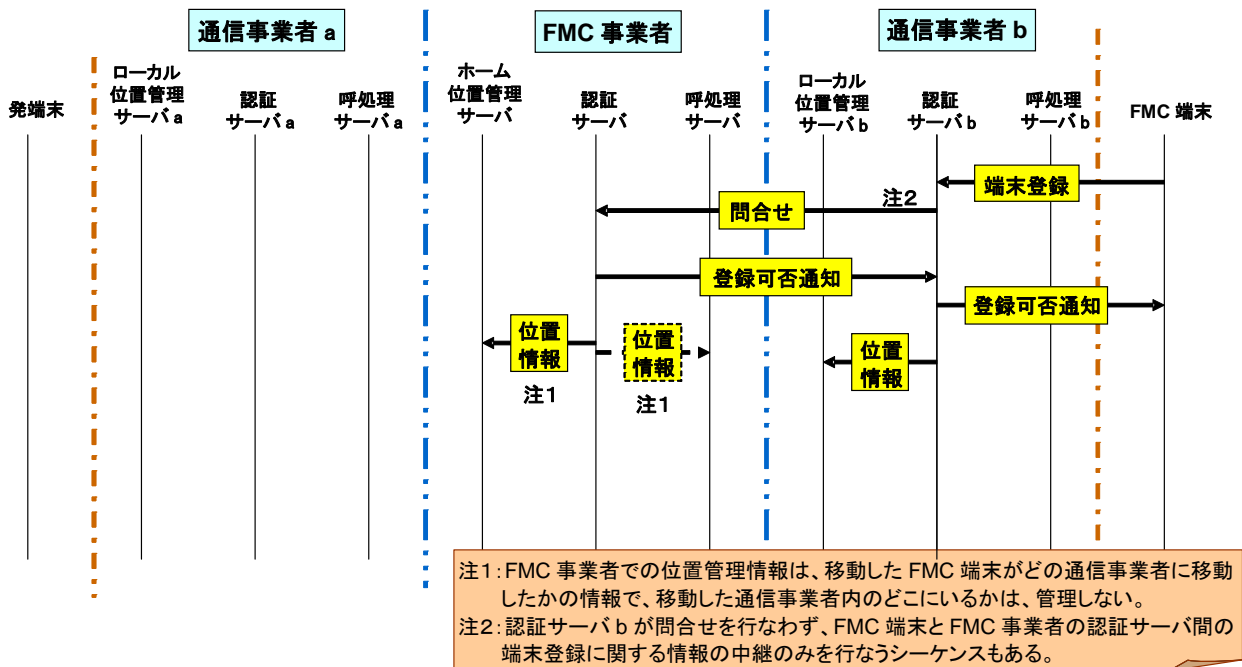 通信事業者 a
FMC 事業者
通信事業者 b
発端末
ローカル
位置管理
サーバ a
認証
サーバ a
呼処理
サーバ a
ホーム
位置管理
サーバ
認証
サーバ
呼処理
サーバ
ローカル
位置管理
サーバ b
認証
サーバ b
呼処理
サーバ b
FMC 端末
端末登録
問合せ
注2
登録可否通知
登録可否通知
位置
情報
注1
位置
情報
注1
位置
情報
注1:FMC 事業者での位置管理情報は、移動した FMC 端末がどの通信事業者に移動
したかの情報で、移動した通信事業者内のどこにいるかは、管理しない。
注2:認証サーバ b が問合せを行なわず、FMC 端末と FMC 事業者の認証サーバ間の
端末登録に関する情報の中継のみを行なうシーケンスもある。